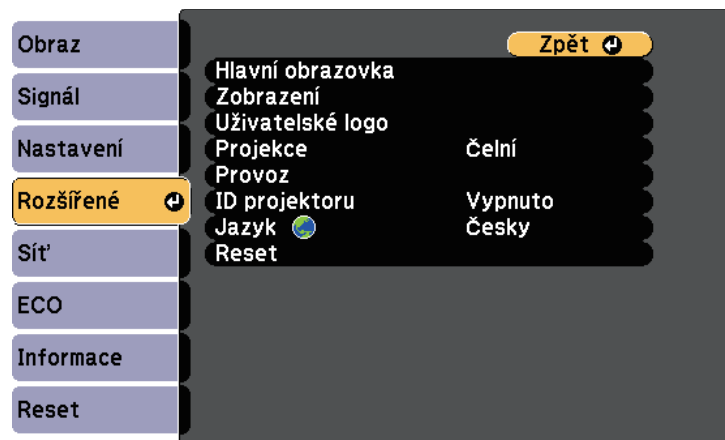 Obraz
Signál
Nastavení
Rozšířené
Síť
ECO
Informace
Reset
Zpět
Hlavní obrazovka
Zobrazení
Uživatelské logo
Projekce Čelní
Provoz
ID projektoru Vypnuto
Jazyk Česky
Reset